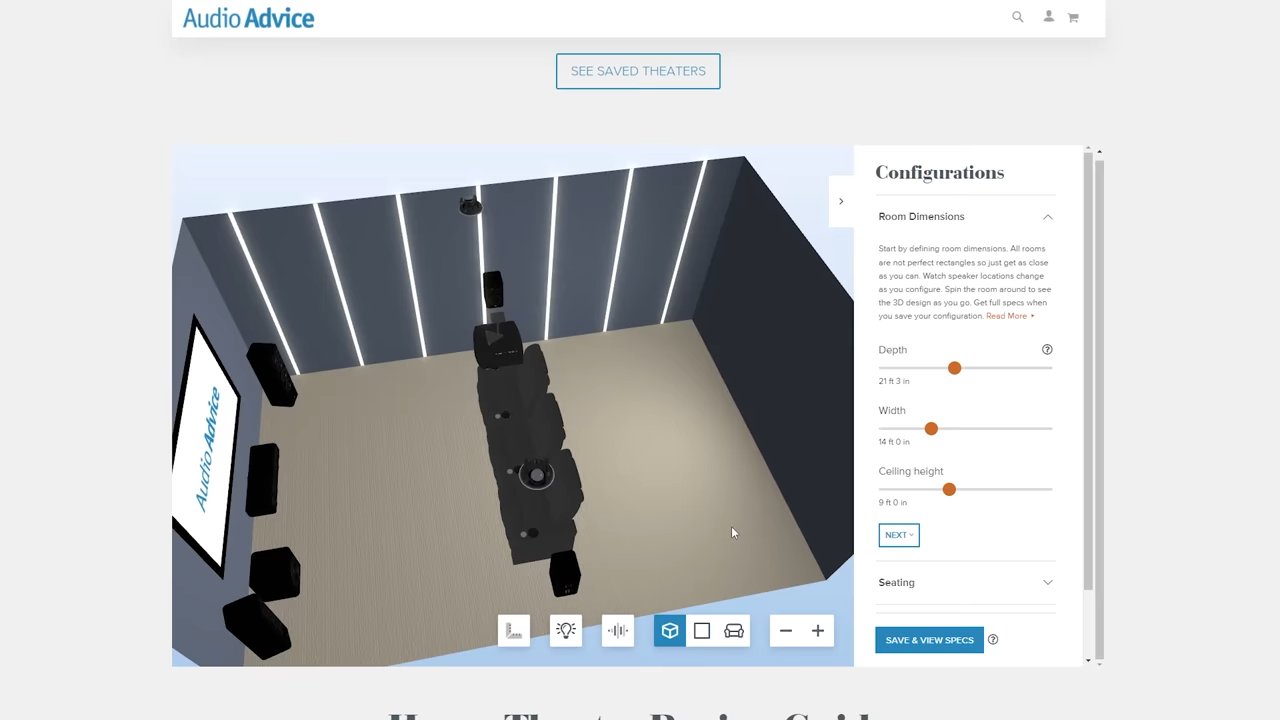 Audio Advice
SEE SAVED THEATERS
Configurations
Room Dimensions
Start by defining room dimensions. All rooms
are not perfect rectangles so just get as close
as you can. Watch speaker locations change
as you configure. Spin the room around to see
the 3D design as you go. Get full specs when
you save your configuration. Read More
Depth
21 ft 3 in
Width
14 ft 0 in
Ceiling height
9 ft 0 in
NEXT
Seating
SAVE & VIEW SPECS
Audio Advice